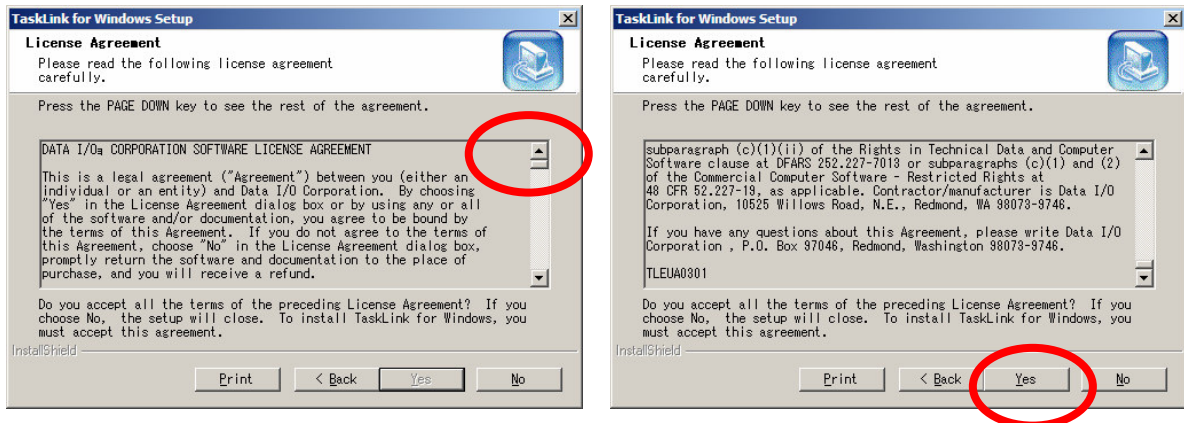 TaskLink for Windows Setup
License Agreement
Please read the following license agreement
carefully.
Press the PAGE DOWN key to see the rest of the agreement.
DATA I/Oª CORPORATION SOFTWARE LICENSE AGREEMENT
This is a legal agreement ("Agreement") between you (either an
individual or an entity) and Data I/O Corporation.  By choosing
"Yes" in the License Agreement dialog box or by using any or all
of the software and/or documentation, you agree to be bound by
the terms of this Agreement.  If you do not agree to the terms of
this Agreement, choose "No" in the License Agreement dialog box,
promptly return the software and documentation to the place of
purchase, and you will receive a refund.
Do you accept all the terms of the preceding License Agreement?  If you
choose No,  the setup will close.  To install TaskLink for Windows, you
must accept this agreement.
InstallShield
Print
< Back
Yes
No
TaskLink for Windows Setup
License Agreement
Please read the following license agreement
carefully.
Press the PAGE DOWN key to see the rest of the agreement.
subparagraph (c)(1)(ii) of the Rights in Technical Data and Computer
Software clause at DFARS 252.227-7013 or subparagraphs (c)(1) and (2)
of the Commercial Computer Software - Restricted Rights at
48 CFR 52.227-19, as applicable. Contractor/manufacturer is Data I/O
Corporation, 10525 Willows Road, N.E., Redmond, WA 98073-9746.
If you have any questions about this Agreement, please write Data I/O
Corporation , P.O. Box 97046, Redmond, Washington 98073-9746.
TLEUA0301
Do you accept all the terms of the preceding License Agreement?  If you
choose No,  the setup will close.  To install TaskLink for Windows, you
must accept this agreement.
InstallShield
Print
< Back
Yes
No